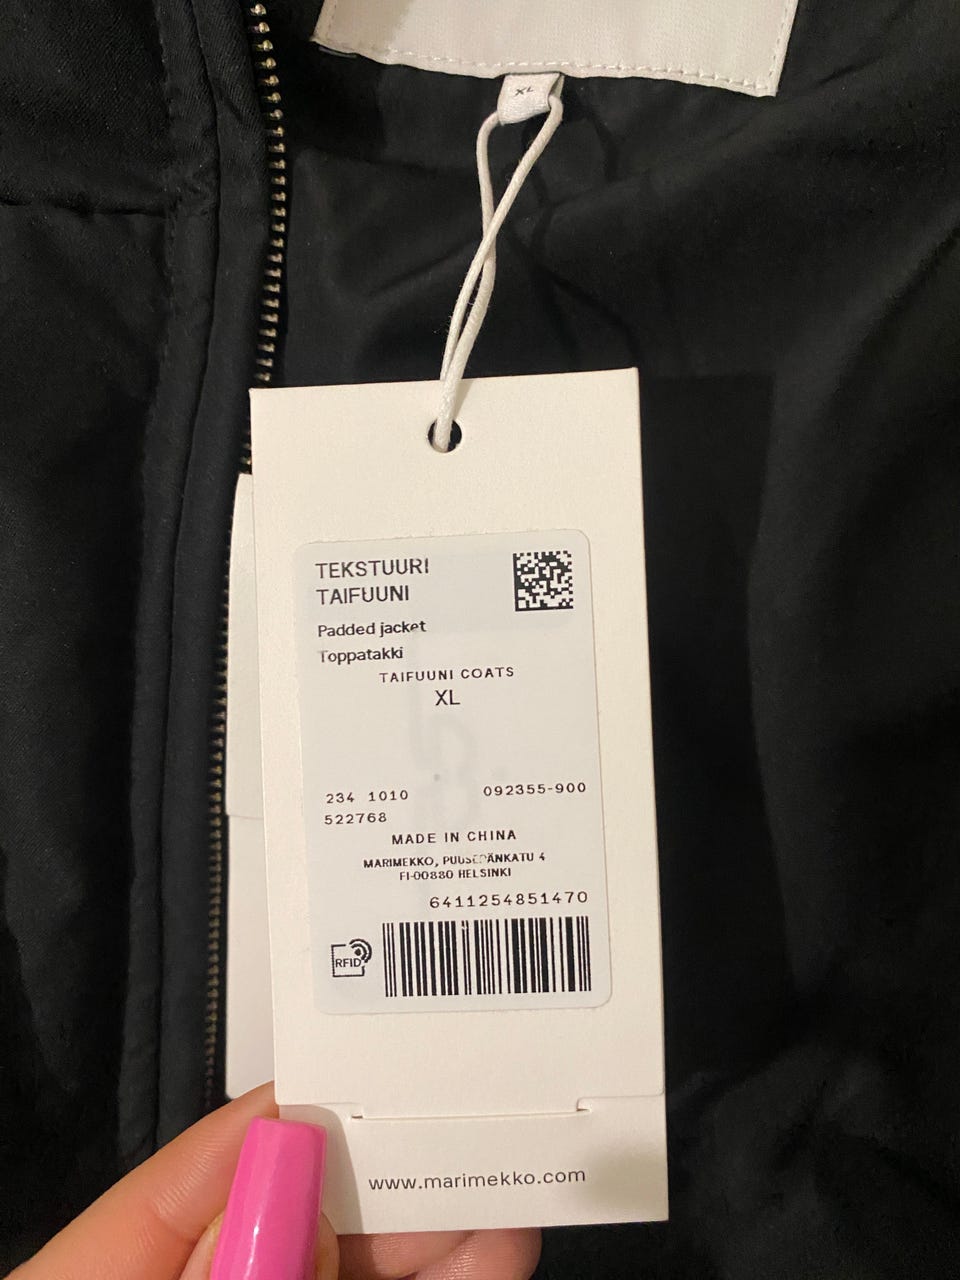 XL
TEKSTUURI
TAIFUUNI
Padded jacket
Toppatakki
TAIFUUNI COATS
XL
234 1010 092355-900
522768
MADE IN CHINA
MARIMEKKO, PUUSEPÄNKATU 4
FI-00880 HELSINKI
6411254851470
RFID
www.marimekko.com